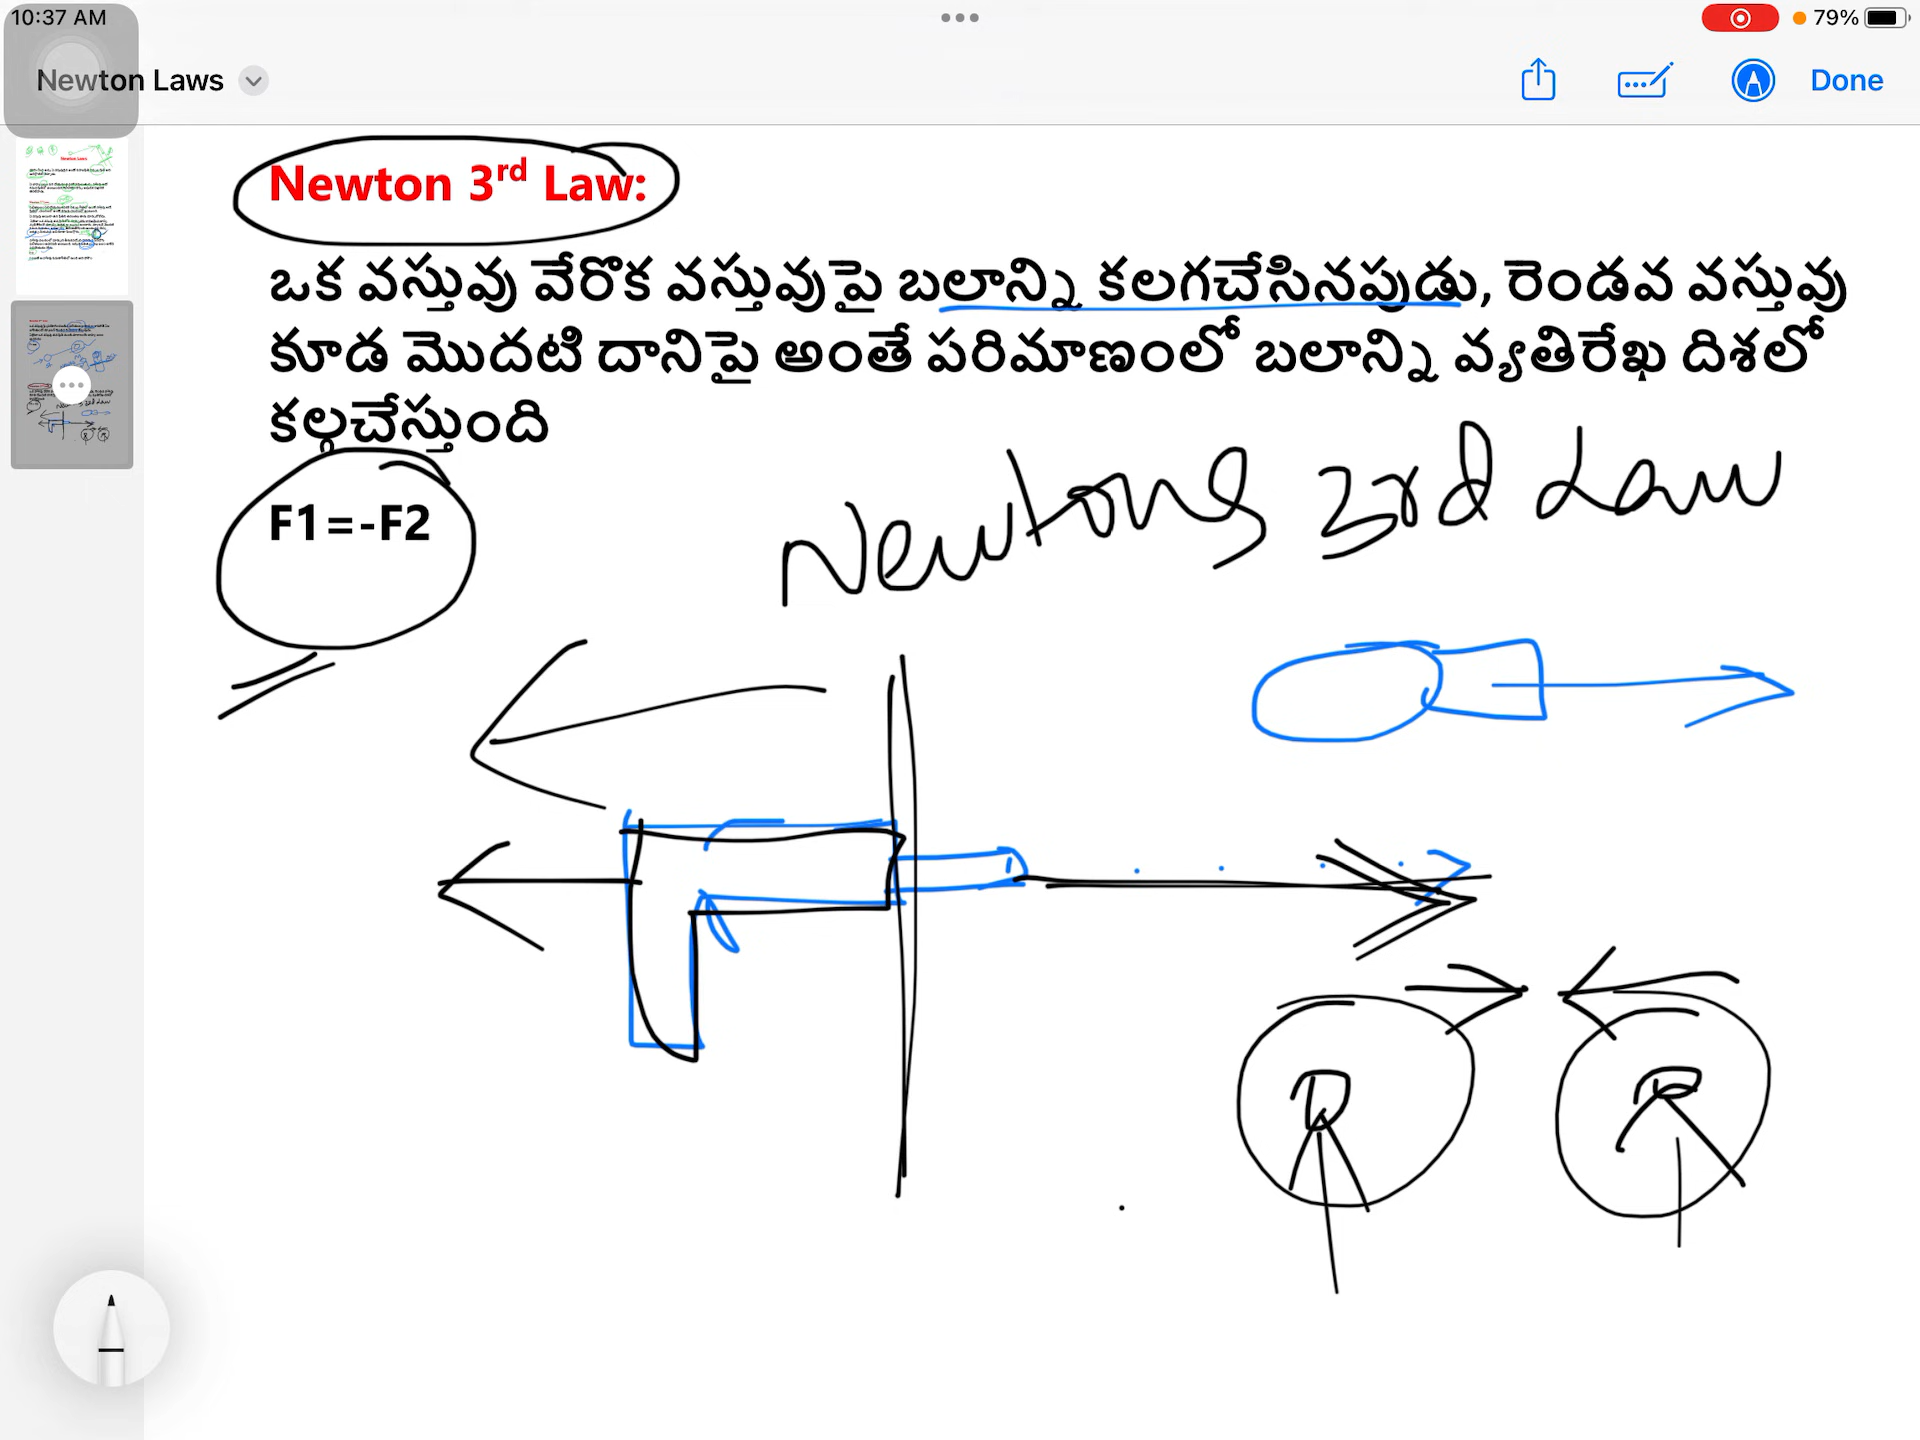 10:37 AM
79%
Newton Laws
Done
Newton 3rd Law:
ఒక వస్తువు వేరొక వస్తువుపై బలాన్ని కలగచేసినపుడు, రెండవ వస్తువు
కూడ మొదటి దానిపై అంతే పరిమాణంలో బలాన్ని వ్యతిరేఖ దిశలో
కల్గచేస్తుంది
F1=-F2
Newtons 3rd Law